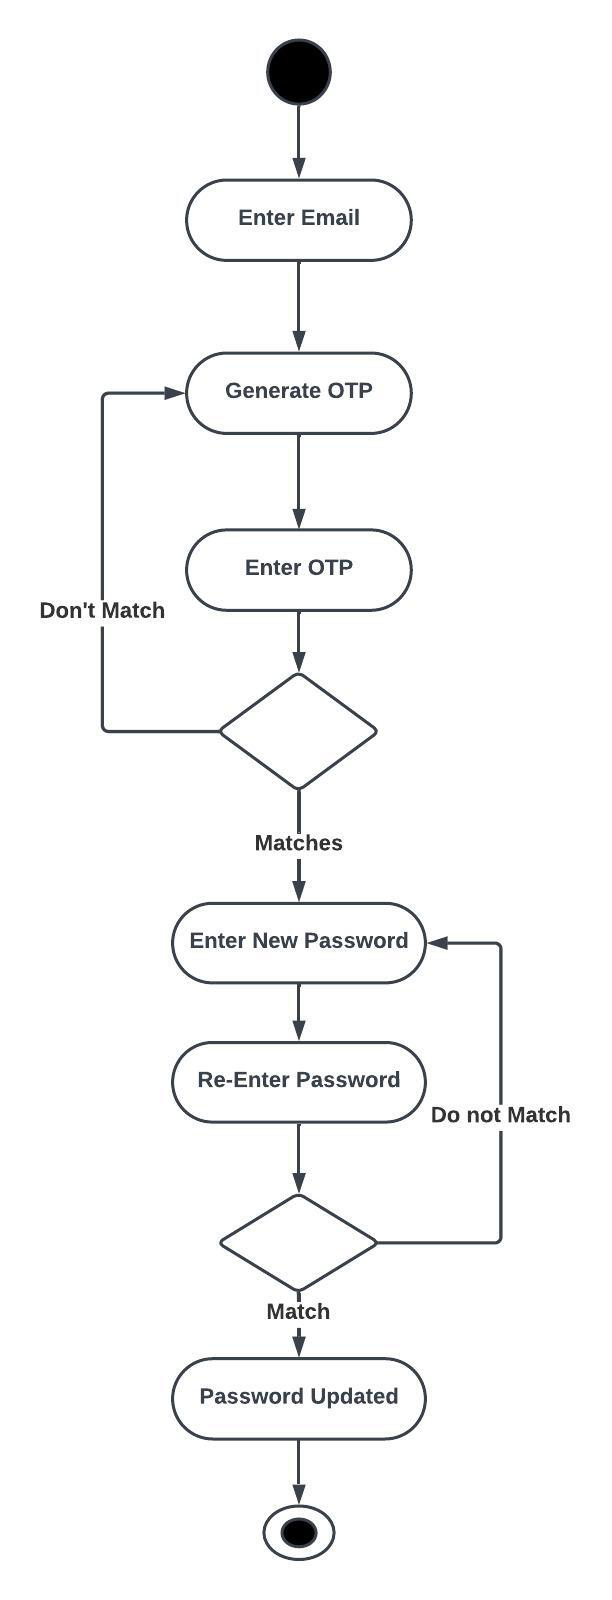 Enter Email
Generate OTP
Enter OTP
Don't Match
Matches
Enter New Password
Re-Enter Password
Do not Match
Match
Password Updated